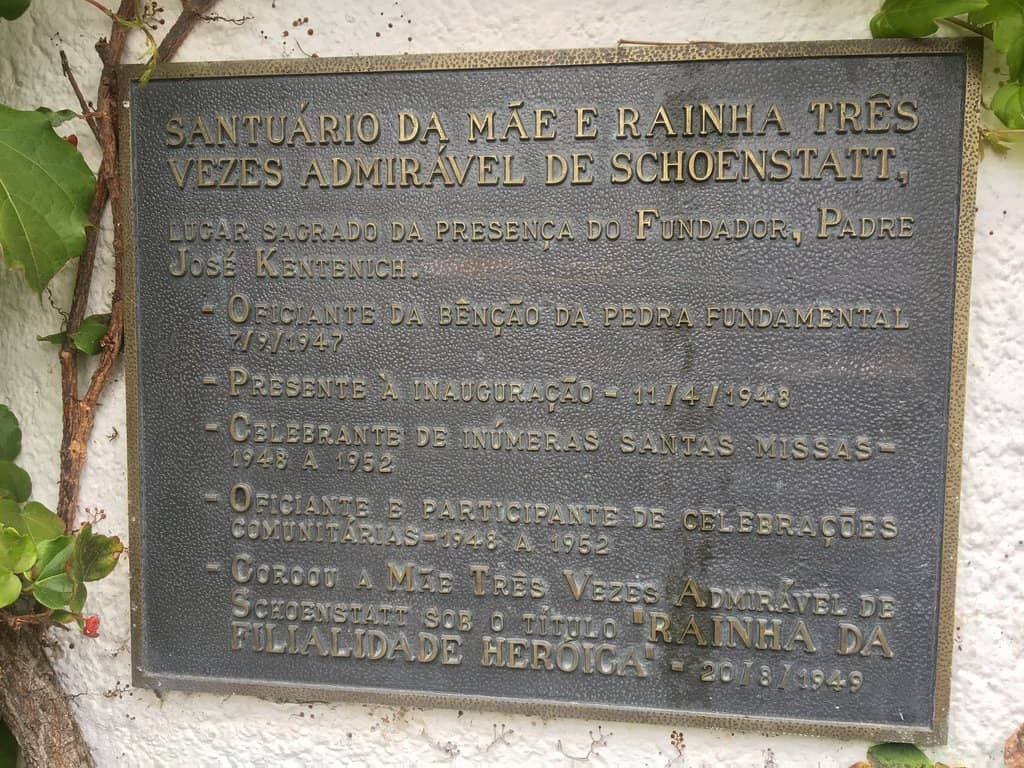 SANTUÁRIO DA MÃE E RAINHA TRÊS
VEZES ADMIRÁVEL DE SCHOENSTATT,
LUGAR SAGRADO DA PRESENÇA DO FUNDADOR, PADRE
JOSÉ KENTENICH.
- OFICIANTE DA BÊNÇÃO DA PEDRA FUNDAMENTAL
7/9/1947
- PRESENTE À INAUGURAÇÃO - 11/4/1948
- CELEBRANTE DE INÚMERAS SANTAS MISSAS-
1948 A 1952
- OFICIANTE E PARTICIPANTE DE CELEBRAÇÕES
COMUNITÁRIAS-1948 A 1952
- COROOU A MÃE TRÊS VEZES ADMIRÁVEL DE
SCHOENSTATT SOB O TÍTULO "RAINHA DA
FILIALIDADE HERÓICA" - 20/8/1949